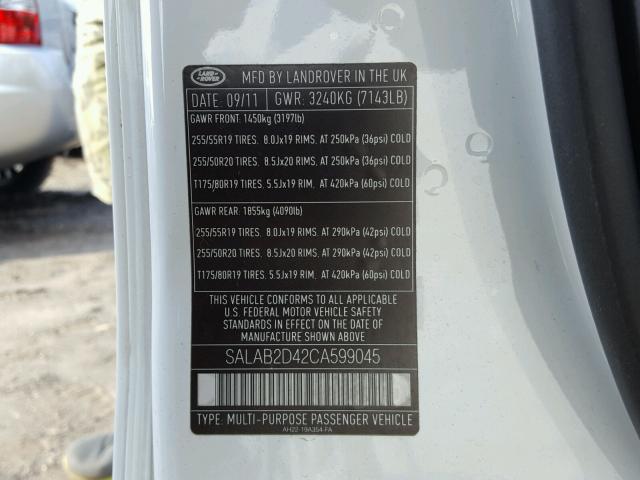 LAND ROVER MFD BY LANDROVER IN THE UK
DATE: 09/11 GWR: 3240KG (7143LB)
GAWR FRONT: 1450kg (3197lb)
255/55R19 TIRES. 8.0Jx19 RIMS. AT 250kPa (36psi) COLD
255/50R20 TIRES. 8.5Jx20 RIMS. AT 250kPa (36psi) COLD
T175/80R19 TIRES. 5.5Jx19 RIM. AT 420kPa (60psi) COLD
GAWR REAR: 1855kg (4090lb)
255/55R19 TIRES. 8.0Jx19 RIMS. AT 290kPa (42psi) COLD
255/50R20 TIRES. 8.5Jx20 RIMS. AT 290kPa (42psi) COLD
T175/80R19 TIRES. 5.5Jx19 RIM. AT 420kPa (60psi) COLD
THIS VEHICLE CONFORMS TO ALL APPLICABLE
U.S. FEDERAL MOTOR VEHICLE SAFETY
STANDARDS IN EFFECT ON THE DATE OF
MANUFACTURE SHOWN ABOVE
SALAB2D42CA599045
TYPE: MULTI-PURPOSE PASSENGER VEHICLE
AH22-19A354-FA